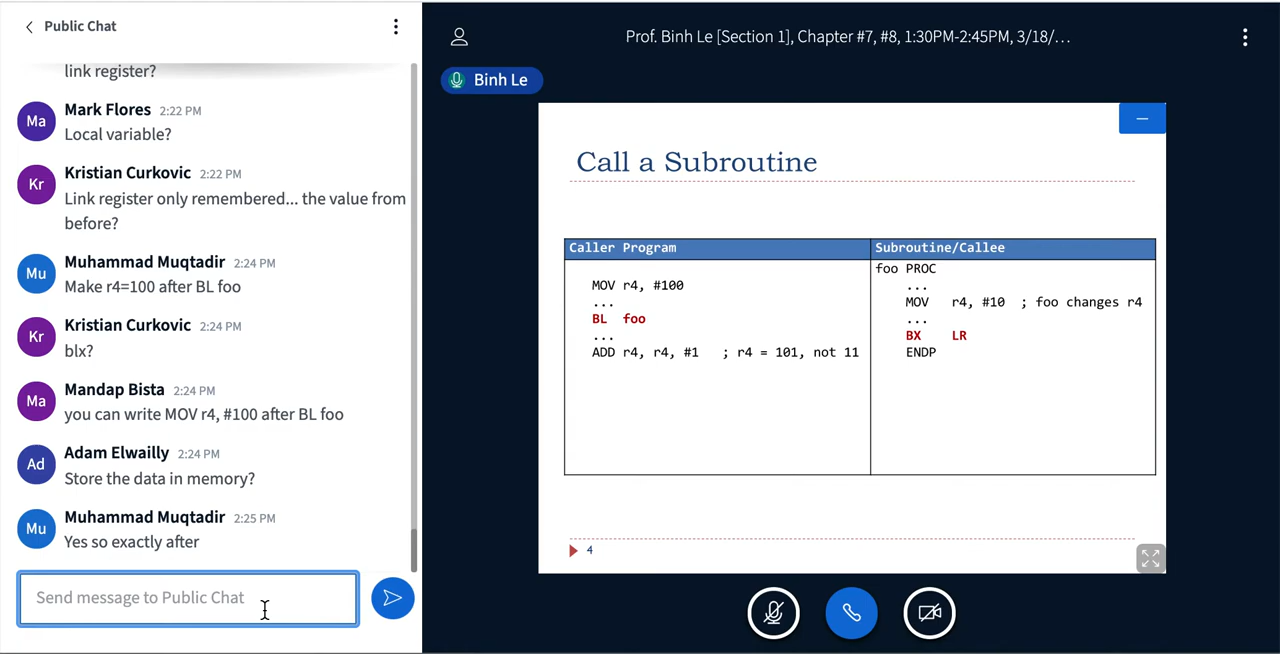 Public Chat
link register?
Ma
Mark Flores 2:22 PM
Local variable?
Kr
Kristian Curkovic 2:22 PM
Link register only remembered... the value from
before?
Mu
Muhammad Muqtadir 2:24 PM
Make r4=100 after BL foo
Kr
Kristian Curkovic 2:24 PM
blx?
Ma
Mandap Bista 2:24 PM
you can write MOV r4, #100 after BL foo
Ad
Adam Elwailly 2:24 PM
Store the data in memory?
Mu
Muhammad Muqtadir 2:25 PM
Yes so exactly after
Send message to Public Chat
Prof. Binh Le [Section 1], Chapter #7, #8, 1:30PM-2:45PM, 3/18/...
Binh Le
Call a Subroutine
Caller Program
MOV r4, #100
...
BL foo
...
ADD r4, r4, #1 ; r4 = 101, not 11
Subroutine/Callee
foo PROC
...
MOV r4, #10 ; foo changes r4
...
BX LR
ENDP
4